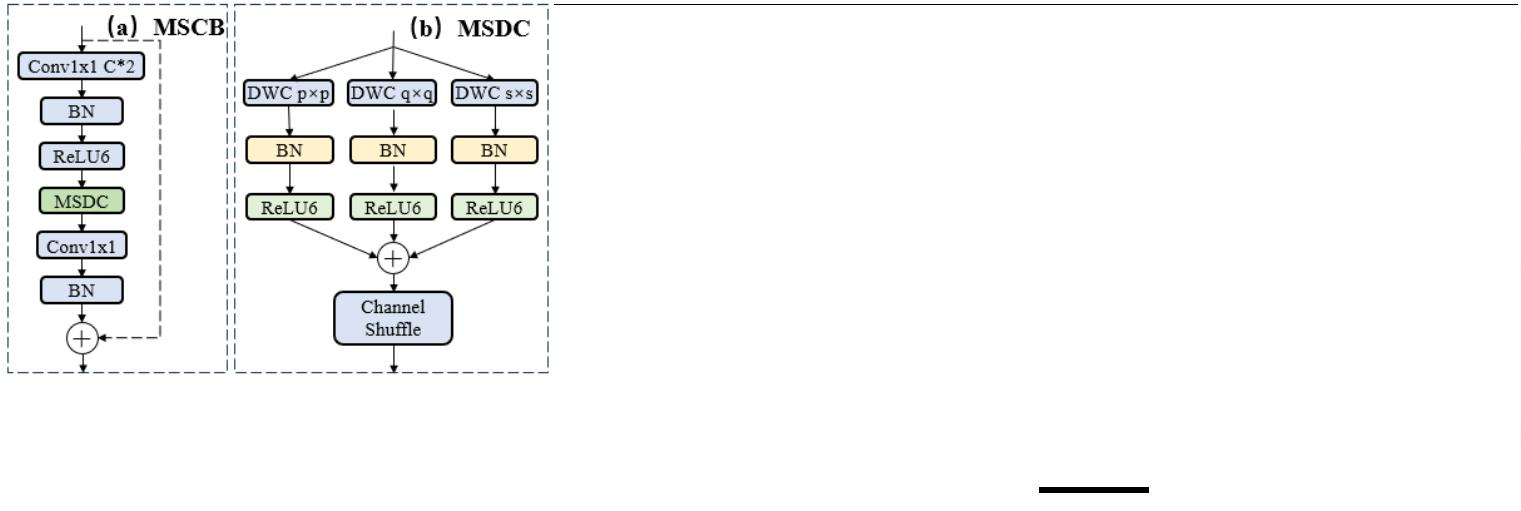 (a) MSCB
Conv1x1 C*2
BN
ReLU6
MSDC
Conv1x1
BN
(b) MSDC
DWC p×p
DWC q×q
DWC s×s
BN
BN
BN
ReLU6
ReLU6
ReLU6
Channel
Shuffle